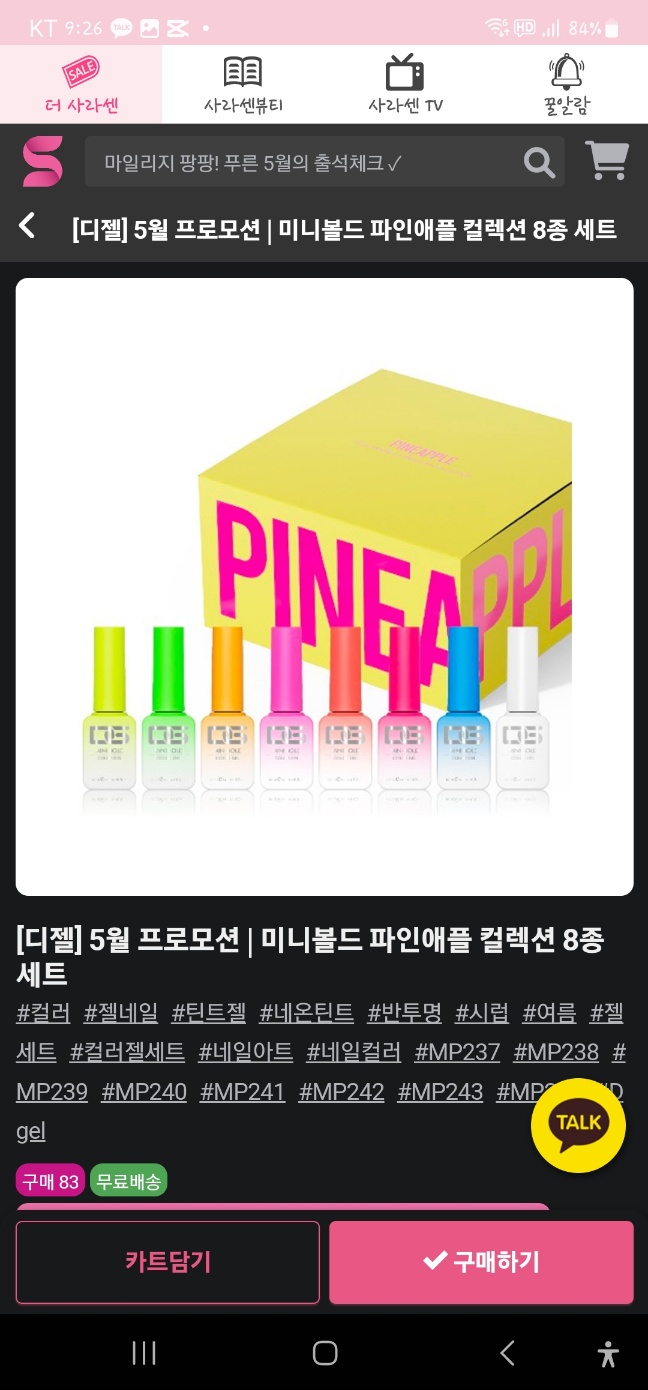 KT 9:26 TALK
HD 84%
SALE
더 사라센
사라센뷰티
사라센 TV
꿀알람
마일리지 팡팡! 푸른 5월의 출석체크 ✓
[디젤] 5월 프로모션 | 미니볼드 파인애플 컬렉션 8종 세트
PINEAPPLE
PINEAPPL
[디젤] 5월 프로모션 | 미니볼드 파인애플 컬렉션 8종
세트
#컬러 #젤네일 #틴트젤 #네온틴트 #반투명 #시럽 #여름 #젤
세트 #컬러젤세트 #네일아트 #네일컬러 #MP237 #MP238 #
MP239 #MP240 #MP241 #MP242 #MP243
gel
TALK
구매 83
무료배송
카트담기
구매하기